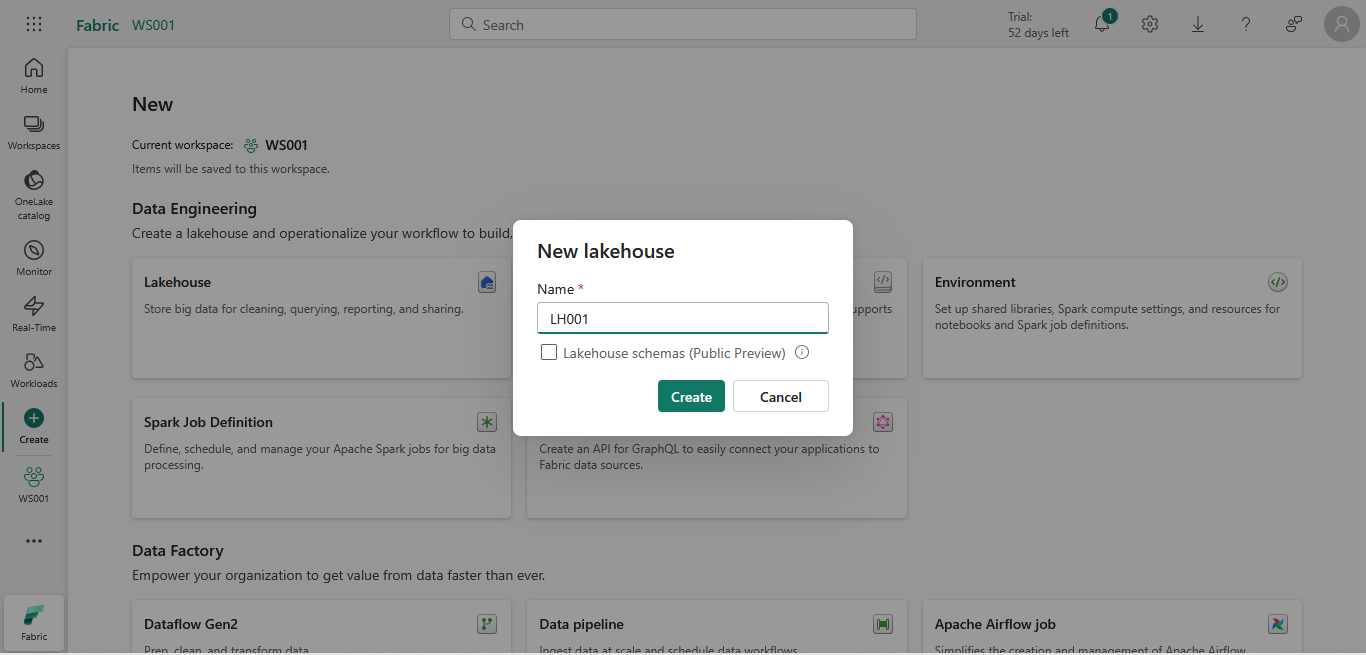 Fabric WS001
Search
Trial:
52 days left
1
Home
Workspaces
OneLake
catalog
Monitor
Real-Time
Workloads
Create
WS001
Fabric
New
Current workspace: WS001
Items will be saved to this workspace.
Data Engineering
Create a lakehouse and operationalize your workflow to build,
Lakehouse
Store big data for cleaning, querying, reporting, and sharing.
upports
Environment
Set up shared libraries, Spark compute settings, and resources for
notebooks and Spark job definitions.
New lakehouse
Name *
LH001
Lakehouse schemas (Public Preview)
Create Cancel
Spark Job Definition
Define, schedule, and manage your Apache Spark jobs for big data
processing.
Create an API for GraphQL to easily connect your applications to
Fabric data sources.
Data Factory
Empower your organization to get value from data faster than ever.
Dataflow Gen2
Prep, clean, and transform data.
Data pipeline
Ingest data at scale and schedule data workflows.
Apache Airflow job
Simplifies the creation and management of Apache Airflow